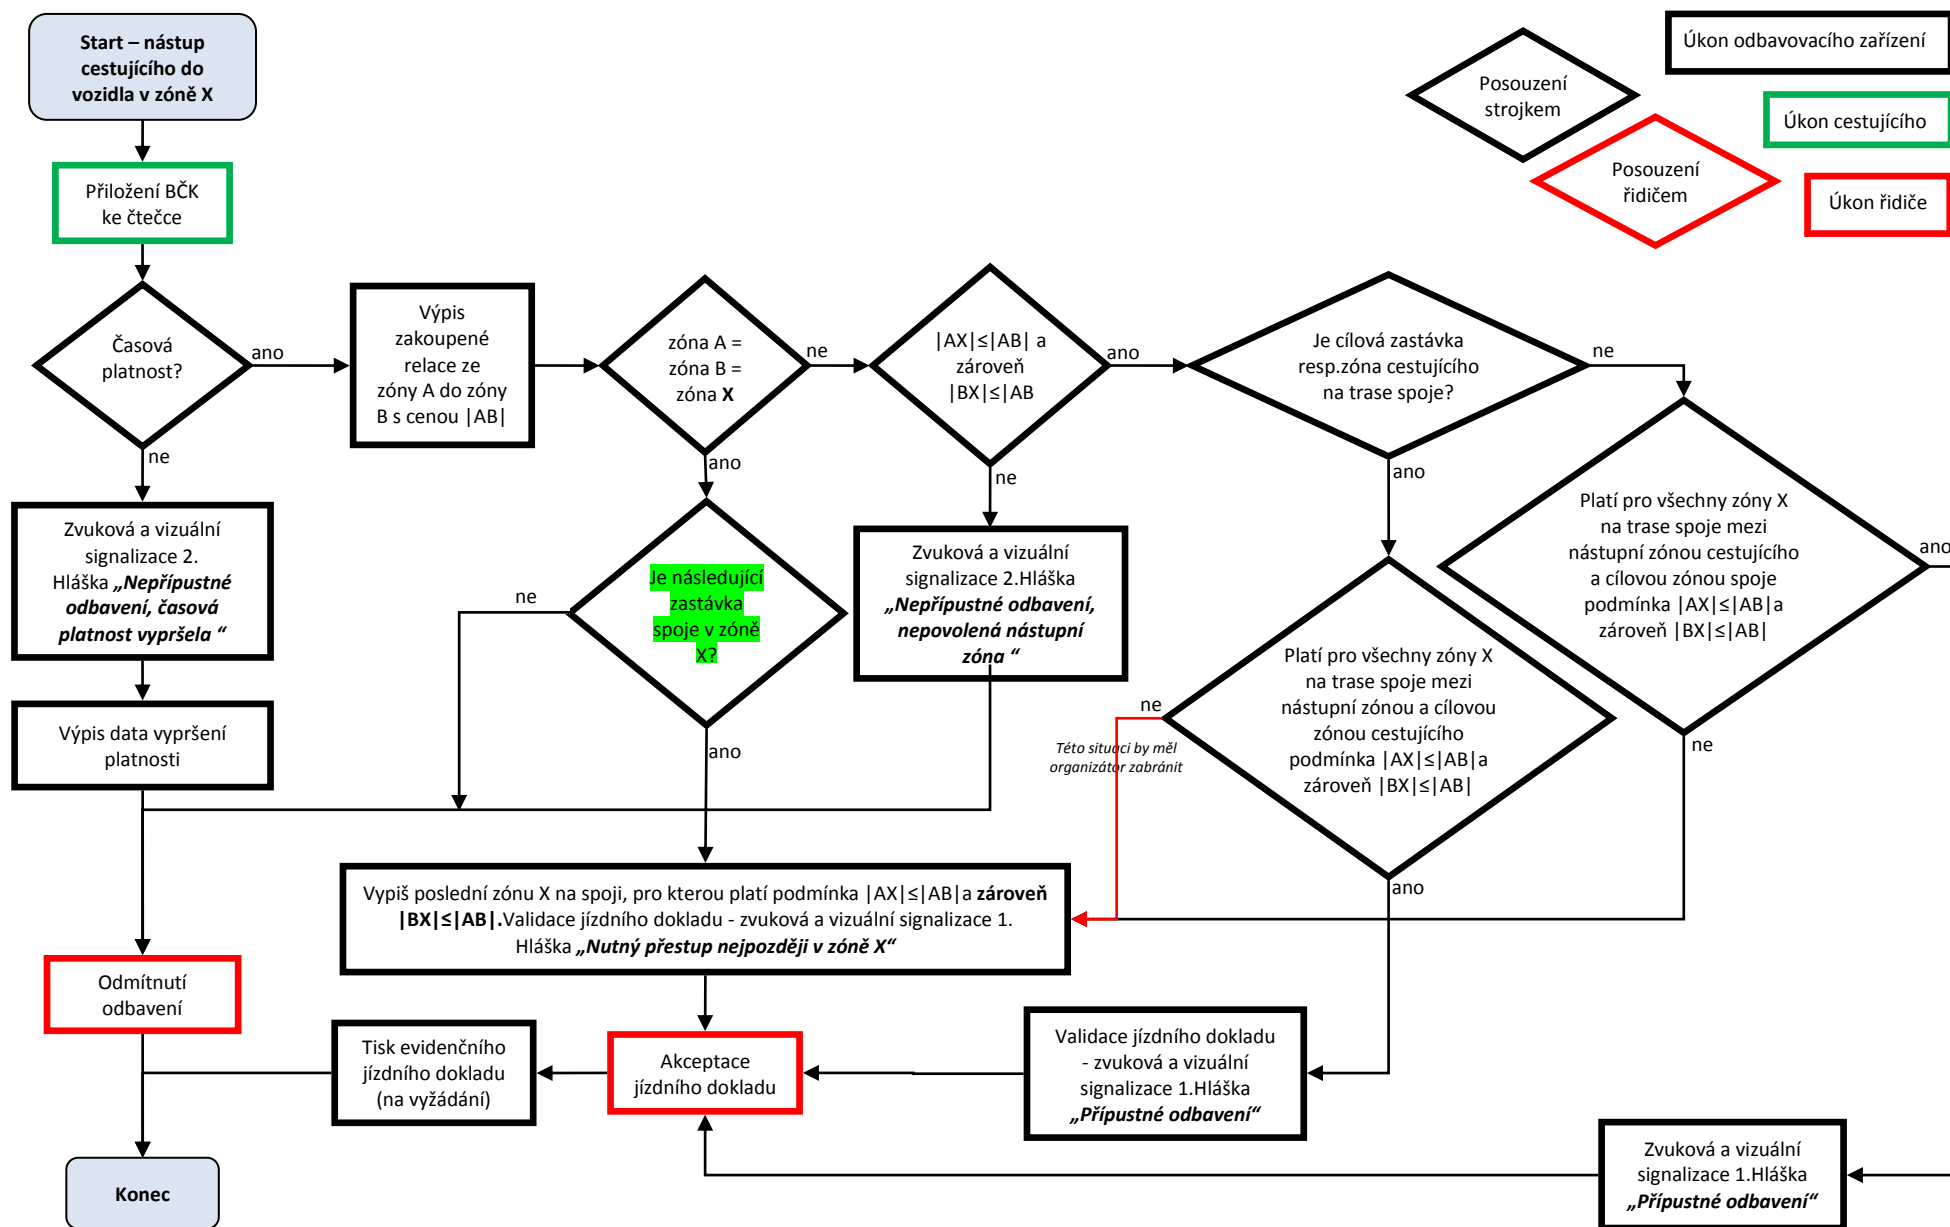 Start – nástup
cestujícího do
vozidla v zóně X
Úkon odbavovacího zařízení
Posouzení
strojkem
Úkon cestujícího
Posouzení
řidičem
Úkon řidiče
Přiložení BČK
ke čtečce
Časová
platnost?
ano
ne
Výpis
zakoupené
relace ze
zóny A do zóny
B s cenou |AB|
zóna A =
zóna B =
zóna X
ne
ano
|AX|≤|AB| a
zároveň
|BX|≤|AB
ano
ne
Je cílová zastávka
resp.zóna cestujícího
na trase spoje?
ne
ano
Platí pro všechny zóny X
na trase spoje mezi
nástupní zónou cestujícího
a cílovou zónou spoje
podmínka |AX|≤|AB|a
zároveň |BX|≤|AB|
ano
ne
Zvuková a vizuální
signalizace 2.
Hláška „Nepřípustné
odbavení, časová
platnost vypršela “
Je následující
zastávka
spoje v zóně
X?
ne
ano
Zvuková a vizuální
signalizace 2.Hláška
„Nepřípustné odbavení,
nepovolená nástupní
zóna “
Platí pro všechny zóny X
na trase spoje mezi
nástupní zónou a cílovou
zónou cestujícího
podmínka |AX|≤|AB|a
zároveň |BX|≤|AB|
ne
ano
Této situaci by měl
organizátor zabránit
Výpis data vypršení
platnosti
Vypiš poslední zónu X na spoji, pro kterou platí podmínka |AX|≤|AB|a zároveň
|BX|≤|AB|.Validace jízdního dokladu - zvuková a vizuální signalizace 1.
Hláška „Nutný přestup nejpozději v zóně X“
Odmítnutí
odbavení
Tisk evidenčního
jízdního dokladu
(na vyžádání)
Akceptace
jízdního dokladu
Validace jízdního dokladu
- zvuková a vizuální
signalizace 1.Hláška
„Přípustné odbavení“
Zvuková a vizuální
signalizace 1.Hláška
„Přípustné odbavení“
Konec